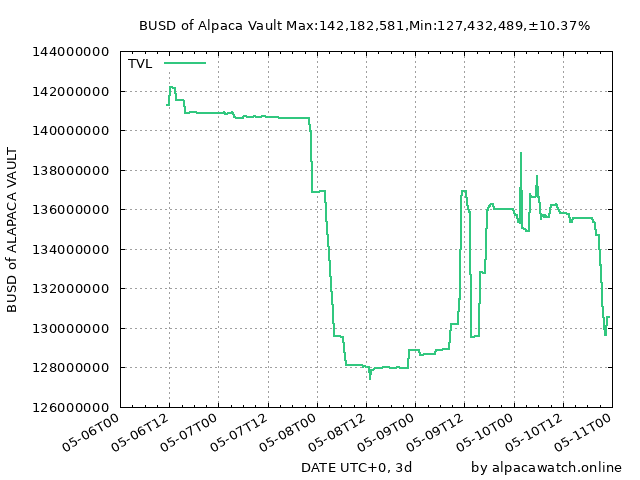 BUSD of Alpaca Vault Max:142,182,581,Min:127,432,489,±10.37%
TVL
144000000
142000000
140000000
138000000
136000000
134000000
132000000
130000000
128000000
126000000
BUSD of ALAPACA VAULT
05-06T00
05-06T12
05-07T00
05-07T12
05-08T00
05-08T12
05-09T00
05-09T12
05-10T00
05-10T12
05-11T00
DATE UTC+0, 3d
by alpacawatch.online